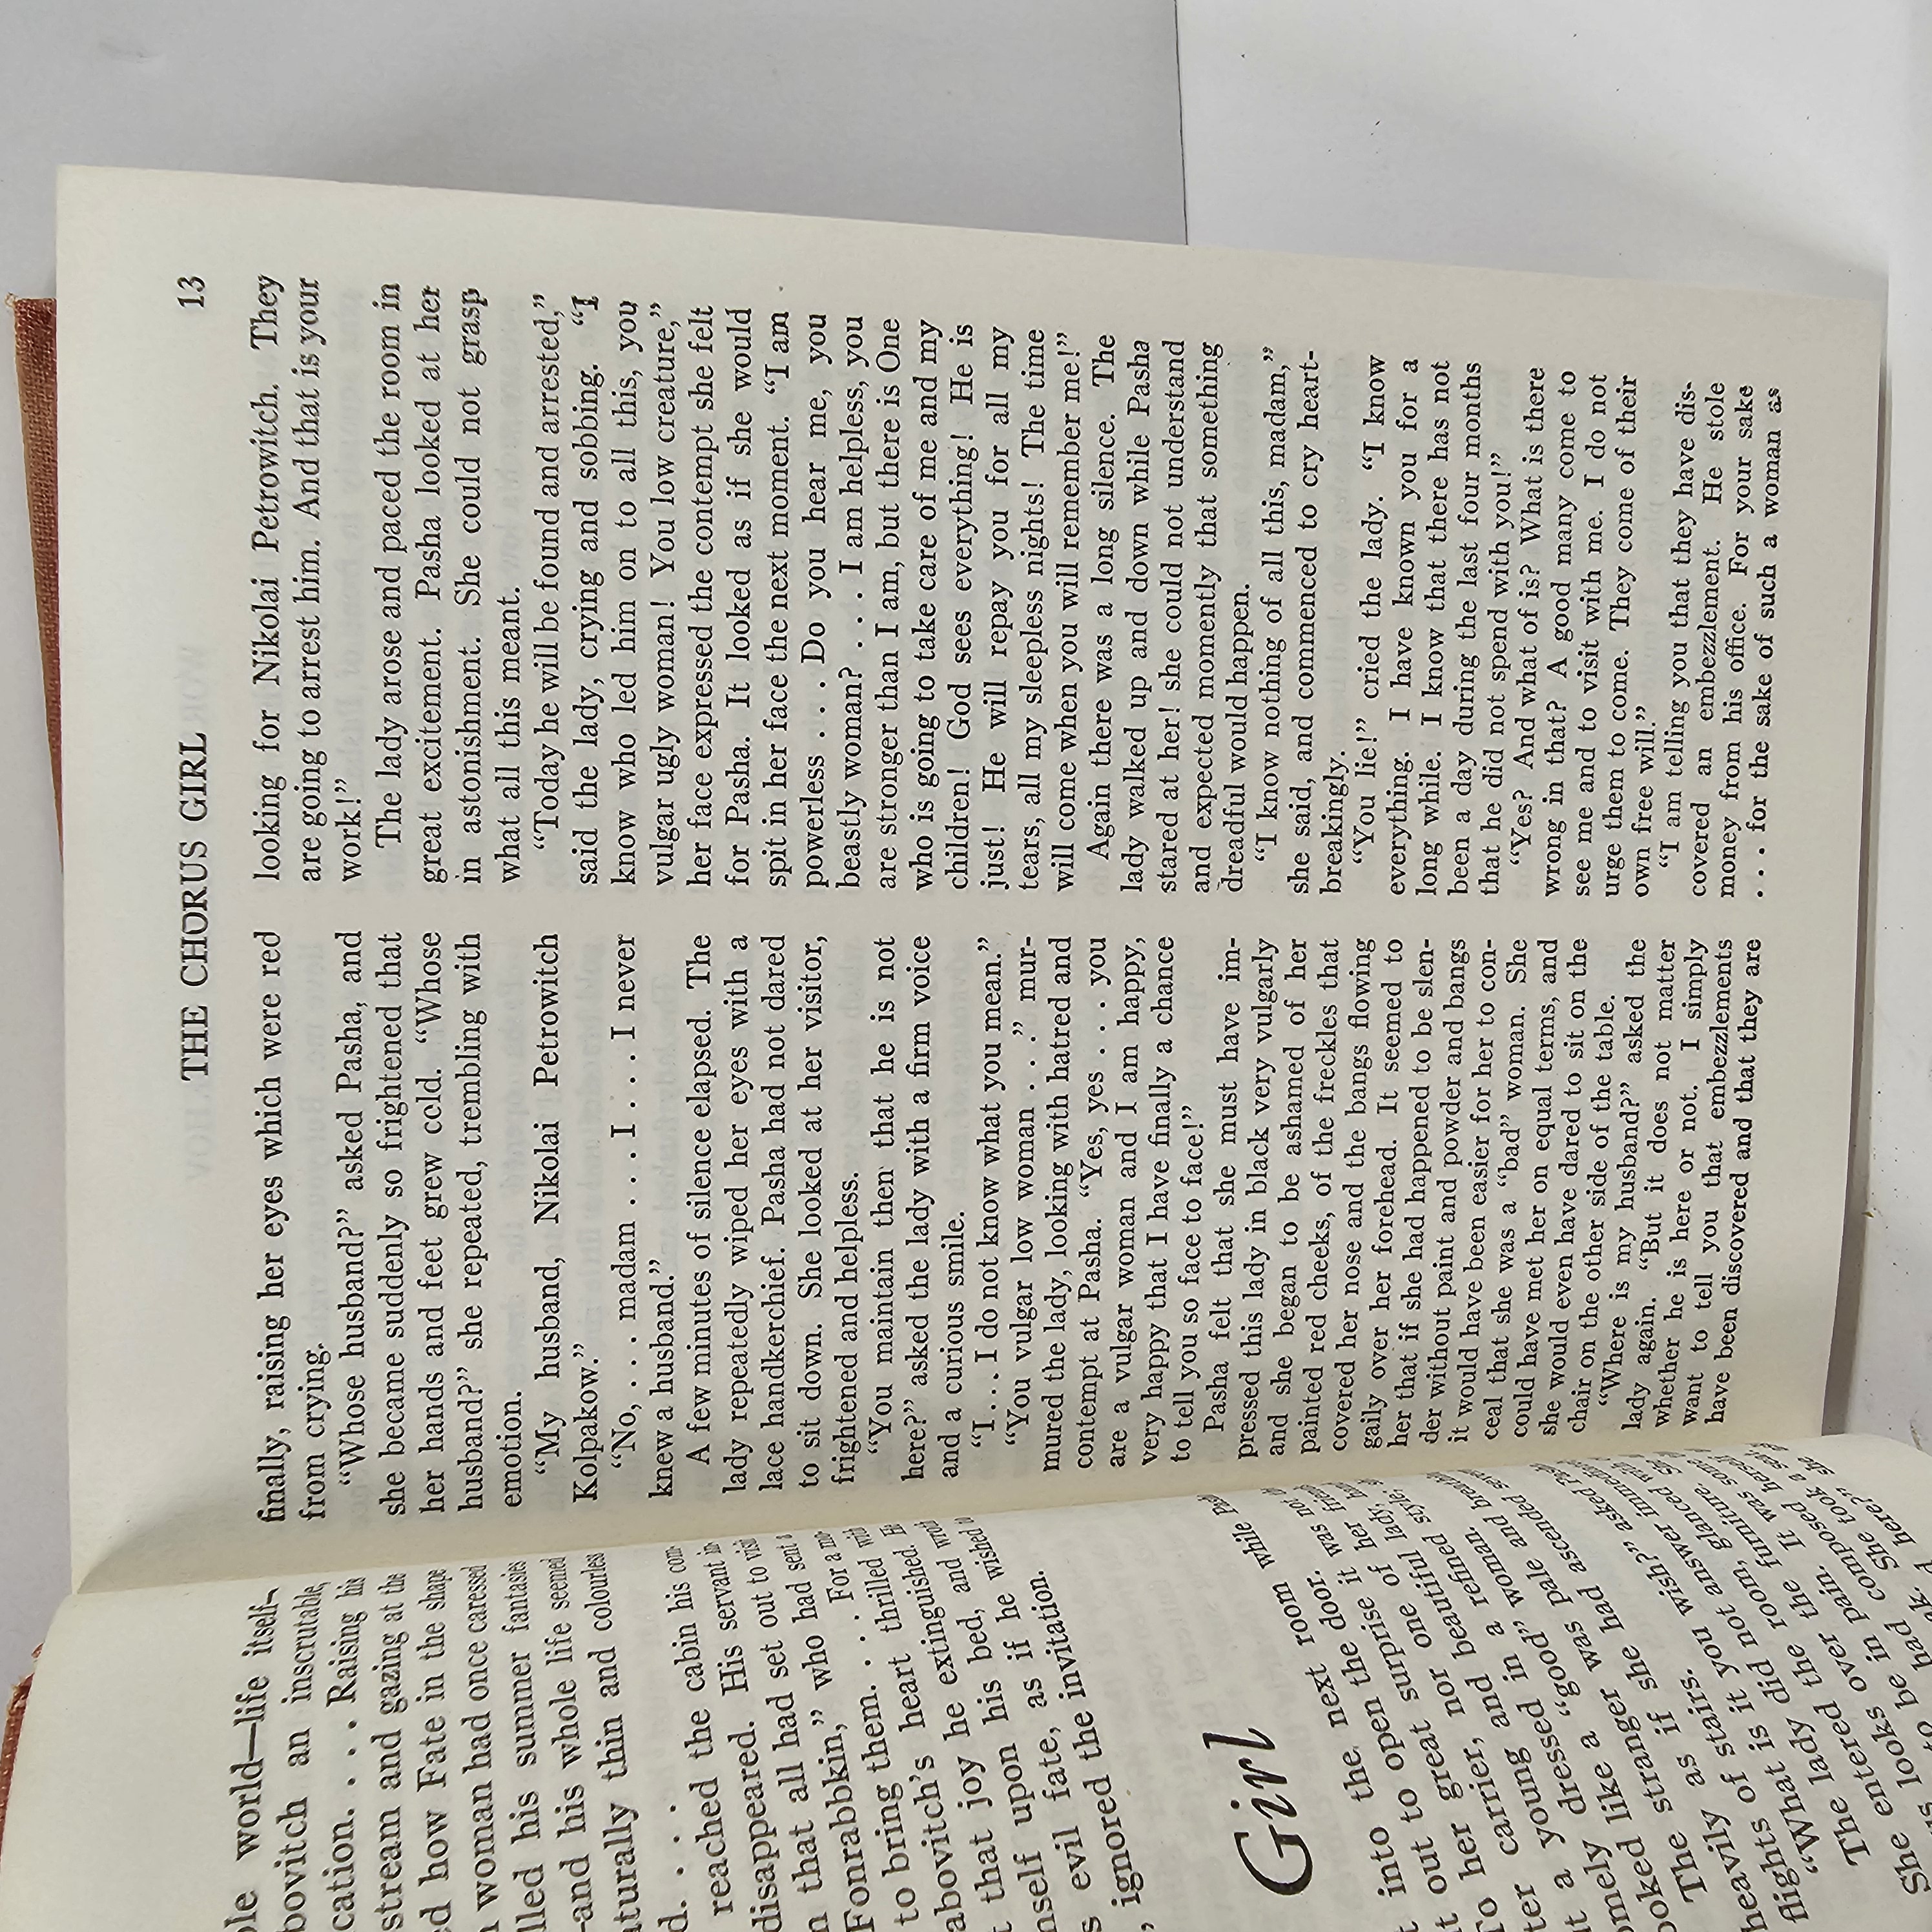 world—life itself—
an inscrutable,
Raising his
stream and gazing at the
how Fate in the shape
woman had once caressed
his summer fantasies
and his whole life seemed
thin and colourless
d. . . .
reached the cabin his com-
disappeared. His servant in-
that all had set out to visit
Fonrabbkin,” who had sent a
to bring them. . . . For a mo-
heart thrilled with
that joy he extinguished. He
upon his bed, and wroth
evil fate, as if he wished to
, ignored the invitation.
Girl
into the next room while Pasha
out to open the door.
To her great surprise it was not the
carrier, nor one of her friends
a young and beautiful lady,
dressed in a refined style;
like a “good” woman.
The stranger was pale and
heavily as if she had ascended
flights of stairs.
“What is it you wish?” asked Pasha
The lady did not answer
She entered the room, glanced with
looks over the furniture. She
to be in pain. It was some
had composed herself
She took a seat.
here?” she
THE CHORUS GIRL
13
finally, raising her eyes which were red
from crying.
“Whose husband?” asked Pasha, and
she became suddenly so frightened that
her hands and feet grew cold. “Whose
husband?” she repeated, trembling with
emotion.
“My husband, Nikolai Petrowitch
Kolpakow.”
“No, . . . madam . . . I . . . I never
knew a husband.”
A few minutes of silence elapsed. The
lady repeatedly wiped her eyes with a
lace handkerchief. Pasha had not dared
to sit down. She looked at her visitor,
frightened and helpless.
“You maintain then that he is not
here?” asked the lady with a firm voice
and a curious smile.
“I . . . I do not know what you mean.”
“You vulgar low woman . . .” mur-
mured the lady, looking with hatred and
contempt at Pasha. “Yes, yes . . . you
are a vulgar woman and I am happy,
very happy that I have finally a chance
to tell you so face to face!”
Pasha felt that she must have im-
pressed this lady in black very vulgarly
and she began to be ashamed of her
painted red cheeks, of the freckles that
covered her nose and the bangs flowing
gaily over her forehead. It seemed to
her that if she had happened to be slen-
der without paint and powder and bangs
it would have been easier for her to con-
ceal that she was a “bad” woman. She
could have met her on equal terms, and
she would even have dared to sit on the
chair on the other side of the table.
“Where is my husband?” asked the
lady again. “But it does not matter
whether he is here or not. I simply
want to tell you that embezzlements
have been discovered and that they are
looking for Nikolai Petrowitch. They
are going to arrest him. And that is your
work!”
The lady arose and paced the room in
great excitement. Pasha looked at her
in astonishment. She could not grasp
what all this meant.
“Today he will be found and arrested,”
said the lady, crying and sobbing. “I
know who led him on to all this, you
vulgar ugly woman! You low creature,”
her face expressed the contempt she felt
for Pasha. It looked as if she would
spit in her face the next moment. “I am
powerless . . . Do you hear me, you
beastly woman? . . . I am helpless, you
are stronger than I am, but there is One
who is going to take care of me and my
children! God sees everything! He is
just! He will repay you for all my
tears, all my sleepless nights! The time
will come when you will remember me!”
Again there was a long silence. The
lady walked up and down while Pasha
stared at her! she could not understand
and expected momently that something
dreadful would happen.
“I know nothing of all this, madam,”
she said, and commenced to cry heart-
breakingly.
“You lie!” cried the lady. “I know
everything. I have known you for a
long while. I know that there has not
been a day during the last four months
that he did not spend with you!”
“Yes? And what of is? What is there
wrong in that? A good many come to
see me and to visit with me. I do not
urge them to come. They come of their
own free will.”
“I am telling you that they have dis-
covered an embezzlement. He stole
money from his office. For your sake
. . . for the sake of such a woman as